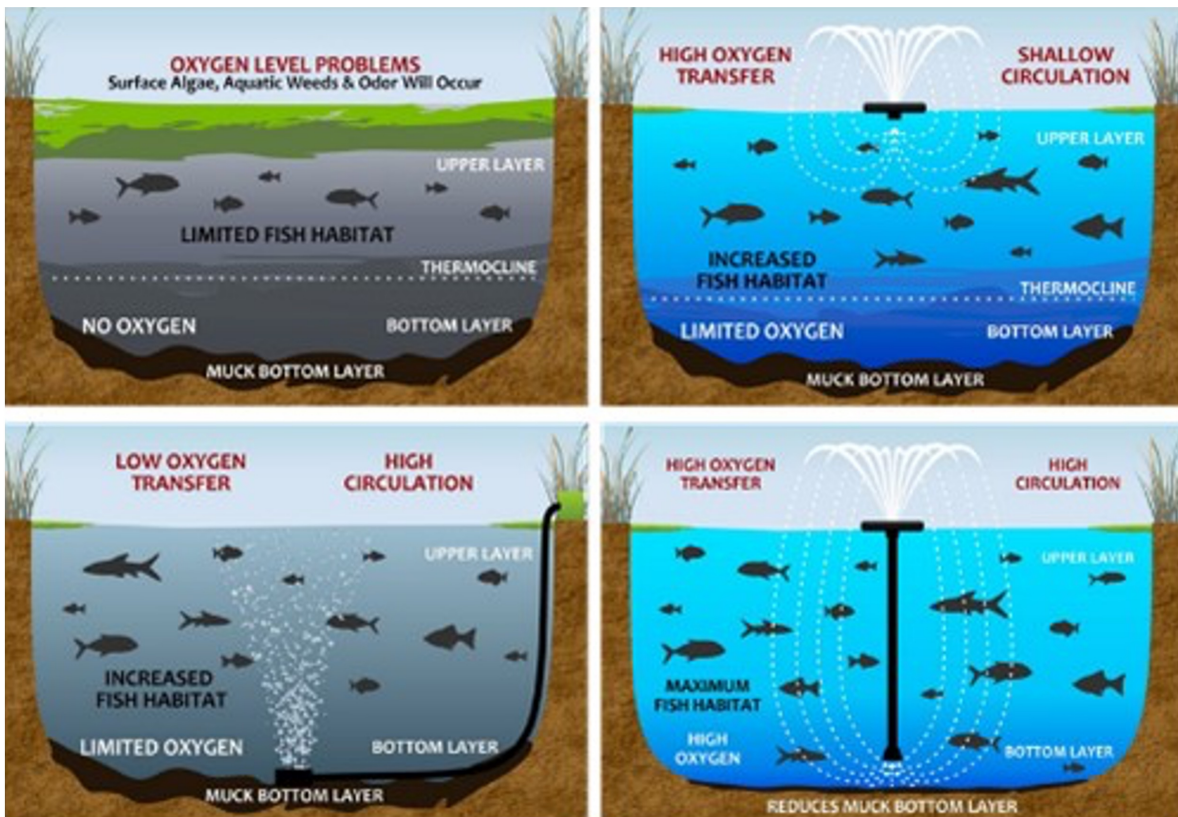 OXYGEN LEVEL PROBLEMS
Surface Algae, Aquatic Weeds & Odor Will Occur
UPPER LAYER
LIMITED FISH HABITAT
THERMOCLINE
NO OXYGEN
BOTTOM LAYER
MUCK BOTTOM LAYER
HIGH OXYGEN
TRANSFER
SHALLOW
CIRCULATION
UPPER LAYER
INCREASED
FISH HABITAT
THERMOCLINE
LIMITED OXYGEN
BOTTOM LAYER
MUCK BOTTOM LAYER
LOW OXYGEN
TRANSFER
HIGH
CIRCULATION
UPPER LAYER
INCREASED
FISH HABITAT
LIMITED OXYGEN
BOTTOM LAYER
MUCK BOTTOM LAYER
HIGH OXYGEN
TRANSFER
HIGH
CIRCULATION
UPPER LAYER
MAXIMUM
FISH HABITAT
HIGH
OXYGEN
BOTTOM LAYER
REDUCES MUCK BOTTOM LAYER